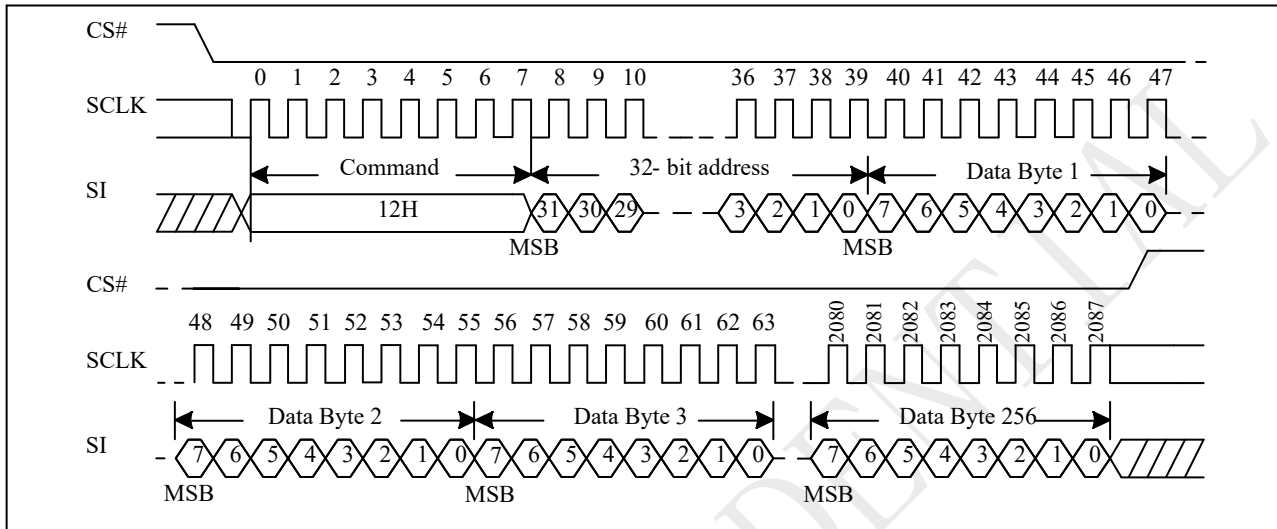 CS#
0 1 2 3 4 5 6 7 8 9 10 36 37 38 39 40 41 42 43 44 45 46 47
SCLK
Command 32- bit address Data Byte 1
SI
12H 31 30 29 3 2 1 0 7 6 5 4 3 2 1 0
MSB MSB
CS#
48 49 50 51 52 53 54 55 56 57 58 59 60 61 62 63 2080 2081 2082 2083 2084 2085 2086 2087
SCLK
Data Byte 2 Data Byte 3 Data Byte 256
SI
7 6 5 4 3 2 1 0 7 6 5 4 3 2 1 0 7 6 5 4 3 2 1 0
MSB MSB MSB
DENTIAL